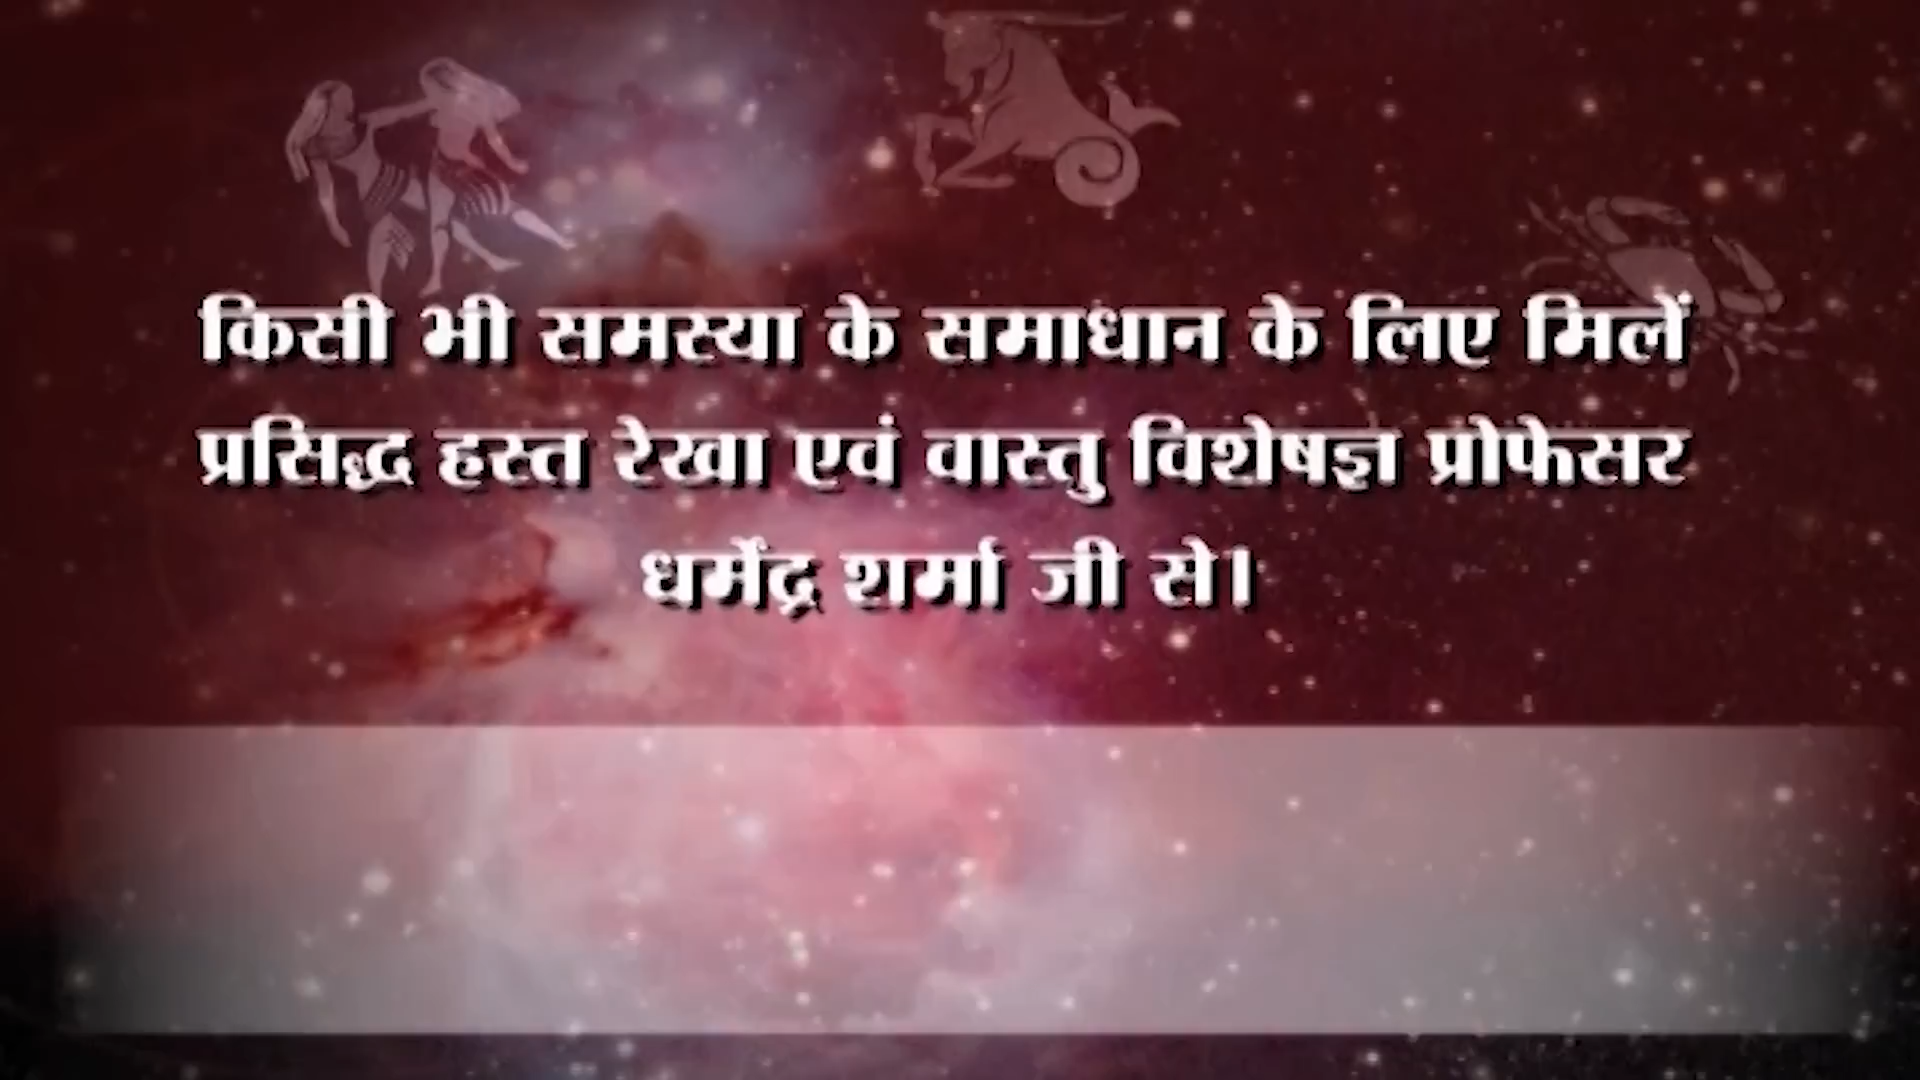 किसी भी समस्या के समाधान के लिए मिलें
प्रसिद्ध हस्त रेखा एवं वास्तु विशेषज्ञ प्रोफेसर
धर्मेंद्र शर्मा जी से।